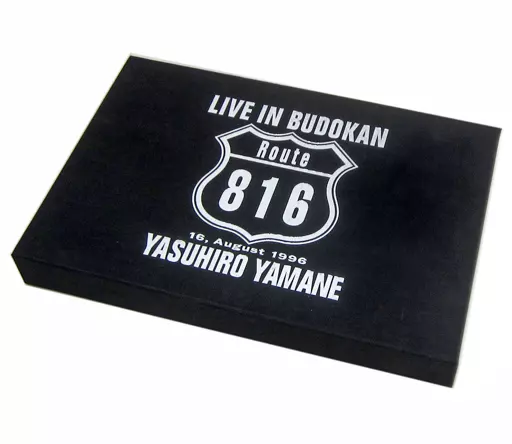 LIVE IN BUDOKAN
Route
816
16, August 1996
YASUHIRO YAMANE